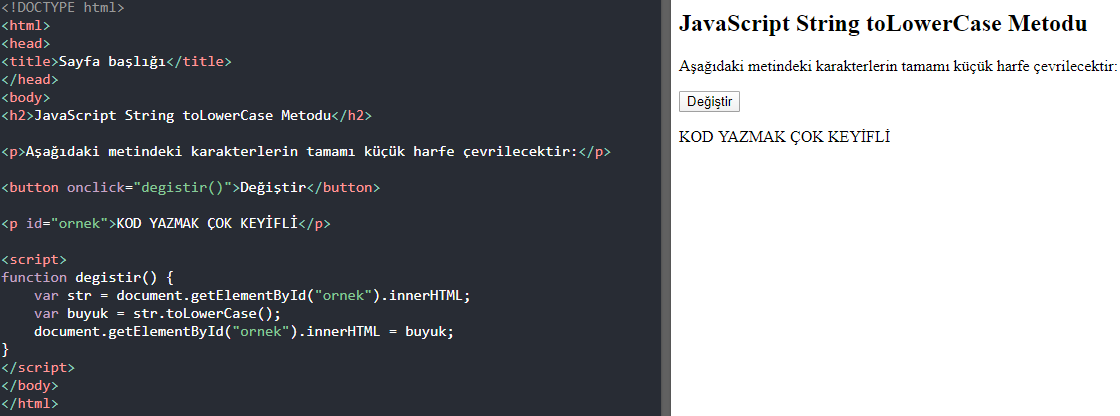 <!DOCTYPE html>
<html>
<head>
<title>Sayfa başlığı</title>
</head>
<body>
<h2>JavaScript String toLowerCase Metodu</h2>
<p>Aşağıdaki metindeki karakterlerin tamamı küçük harfe çevrilecektir:</p>
<button onclick="degistir()">Değiştir</button>
<p id="ornek">KOD YAZMAK ÇOK KEYİFLİ</p>
<script>
function degistir() {
    var str = document.getElementById("ornek").innerHTML;
    var buyuk = str.toLowerCase();
    document.getElementById("ornek").innerHTML = buyuk;
}
</script>
</body>
</html>
JavaScript String toLowerCase Metodu
Aşağıdaki metindeki karakterlerin tamamı küçük harfe çevrilecektir:
Değiştir
KOD YAZMAK ÇOK KEYİFLİ